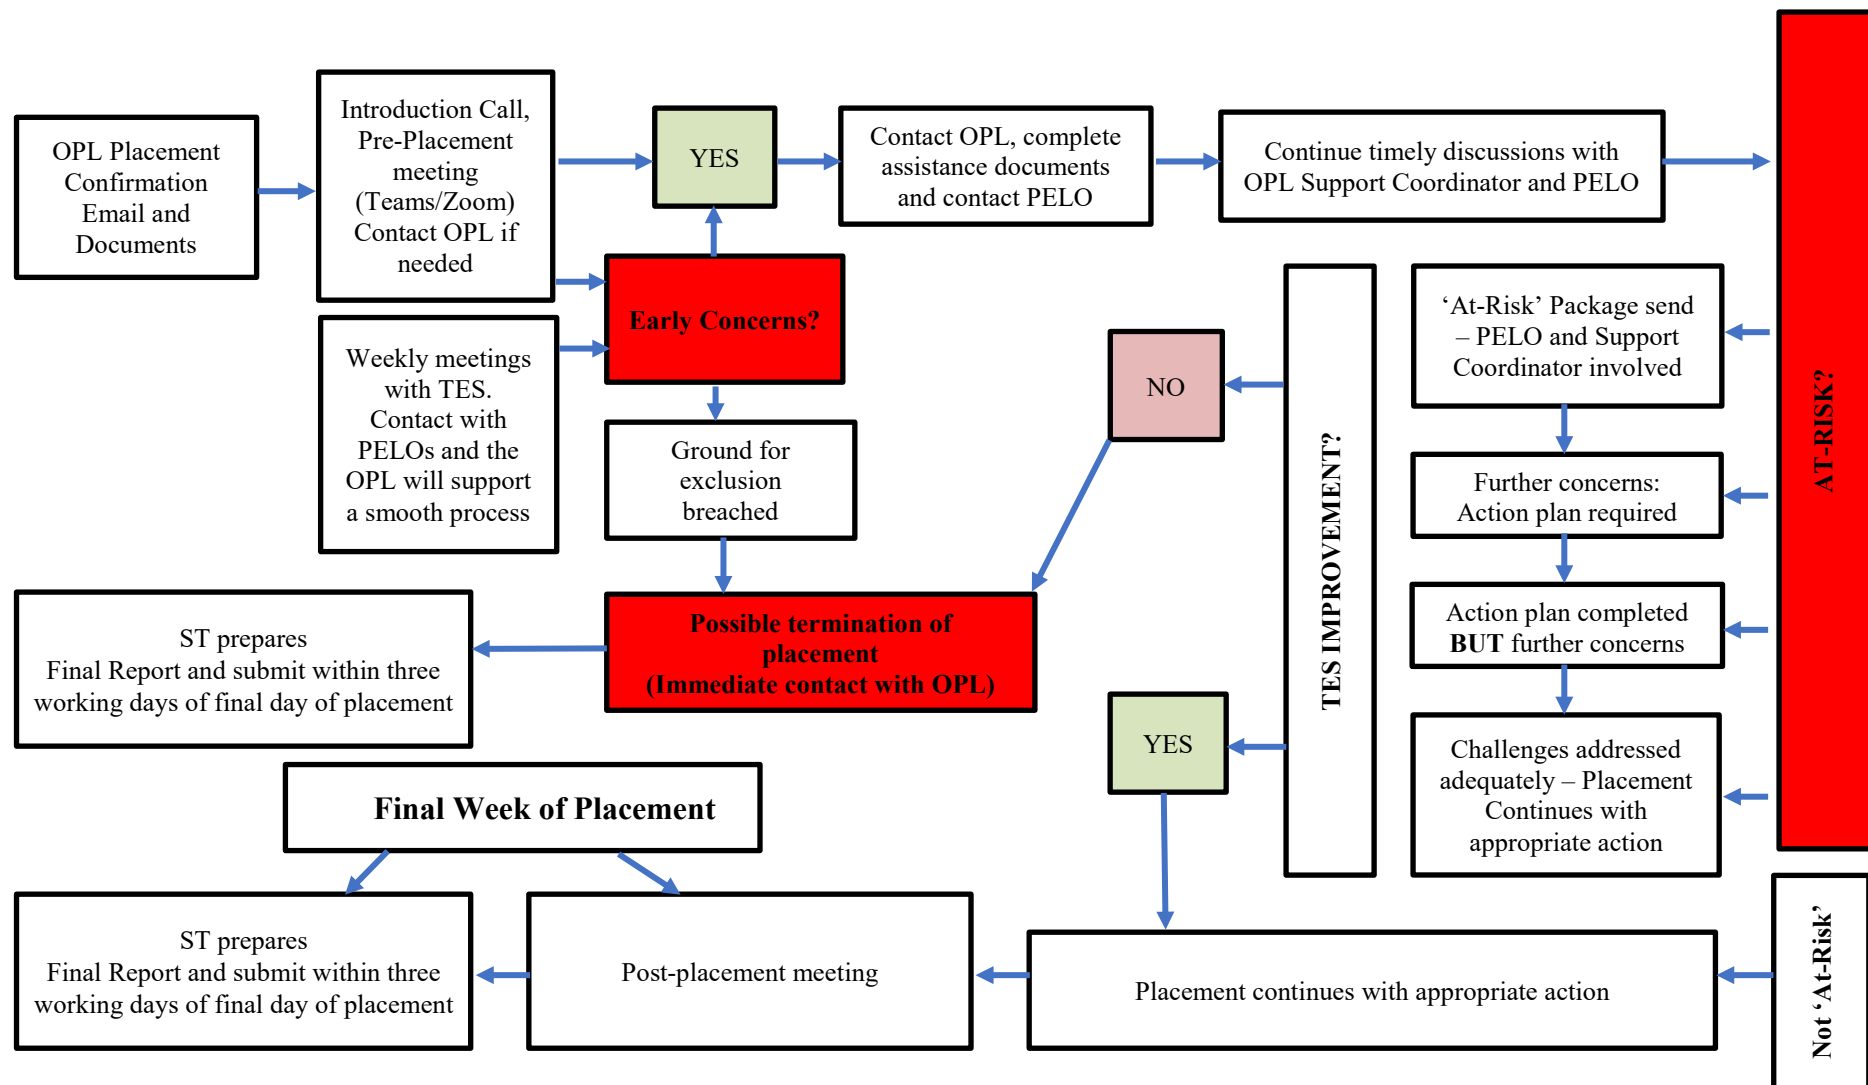 OPL Placement
Confirmation
Email and
Documents
Introduction Call,
Pre-Placement
meeting
(Teams/Zoom)
Contact OPL if
needed
YES
Contact OPL, complete
assistance documents
and contact PELO
Continue timely discussions with
OPL Support Coordinator and PELO
AT-RISK?
Early Concerns?
Weekly meetings
with TES.
Contact with
PELOs and the
OPL will support
a smooth process
Ground for
exclusion
breached
NO
TES IMPROVEMENT?
‘At-Risk’ Package send
– PELO and Support
Coordinator involved
Further concerns:
Action plan required
Action plan completed
BUT further concerns
Challenges addressed
adequately – Placement
Continues with
appropriate action
Possible termination of
placement
(Immediate contact with OPL)
ST prepares
Final Report and submit within three
working days of final day of placement
YES
Final Week of Placement
ST prepares
Final Report and submit within three
working days of final day of placement
Post-placement meeting
Placement continues with appropriate action
Not ‘At-Risk’